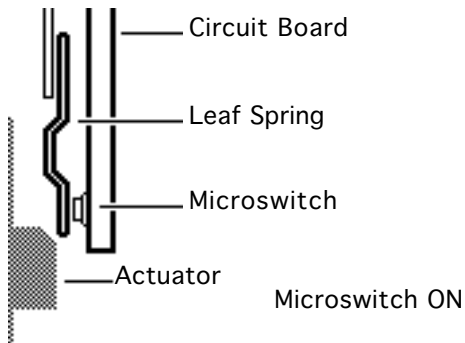 Circuit Board
Leaf Spring
Microswitch
Actuator
Microswitch ON